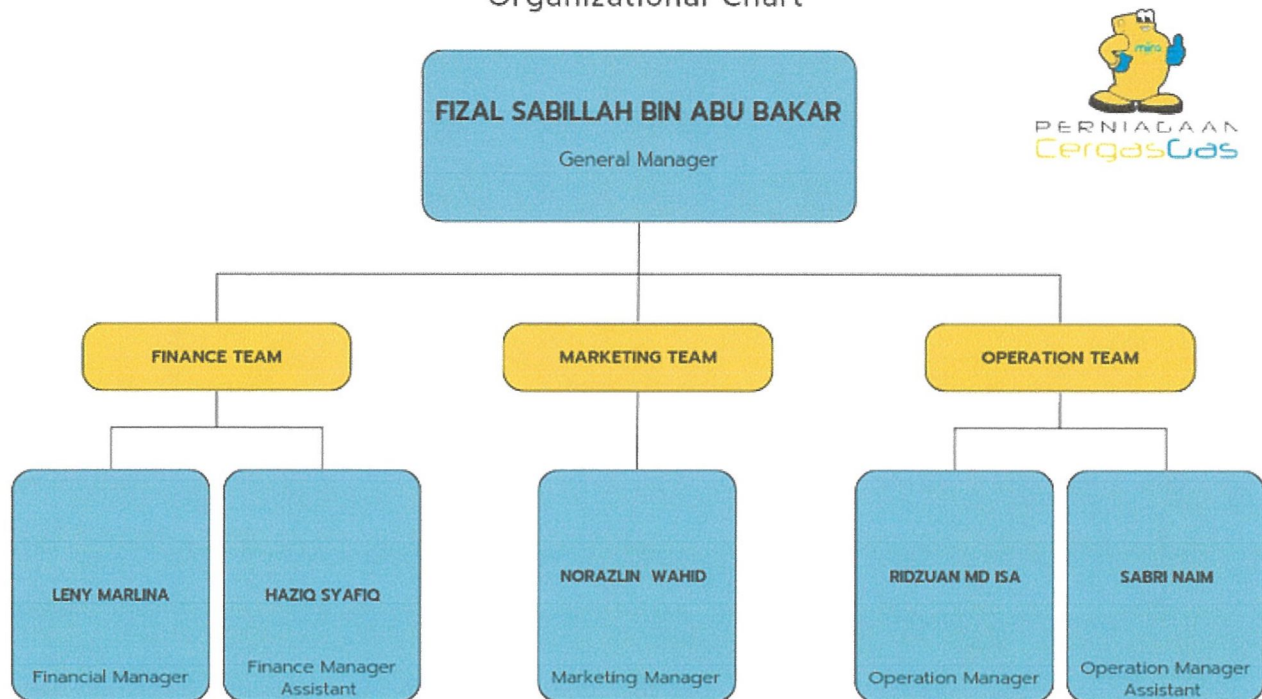 Organizational Chart
mira
PERNIAGAAN
CergasGas
FIZAL SABILLAH BIN ABU BAKAR
General Manager
FINANCE TEAM
MARKETING TEAM
OPERATION TEAM
LENY MARLINA
Financial Manager
HAZIQ SYAFIQ
Finance Manager
Assistant
NORAZLIN WAHID
Marketing Manager
RIDZUAN MD ISA
Operation Manager
SABRI NAIM
Operation Manager
Assistant